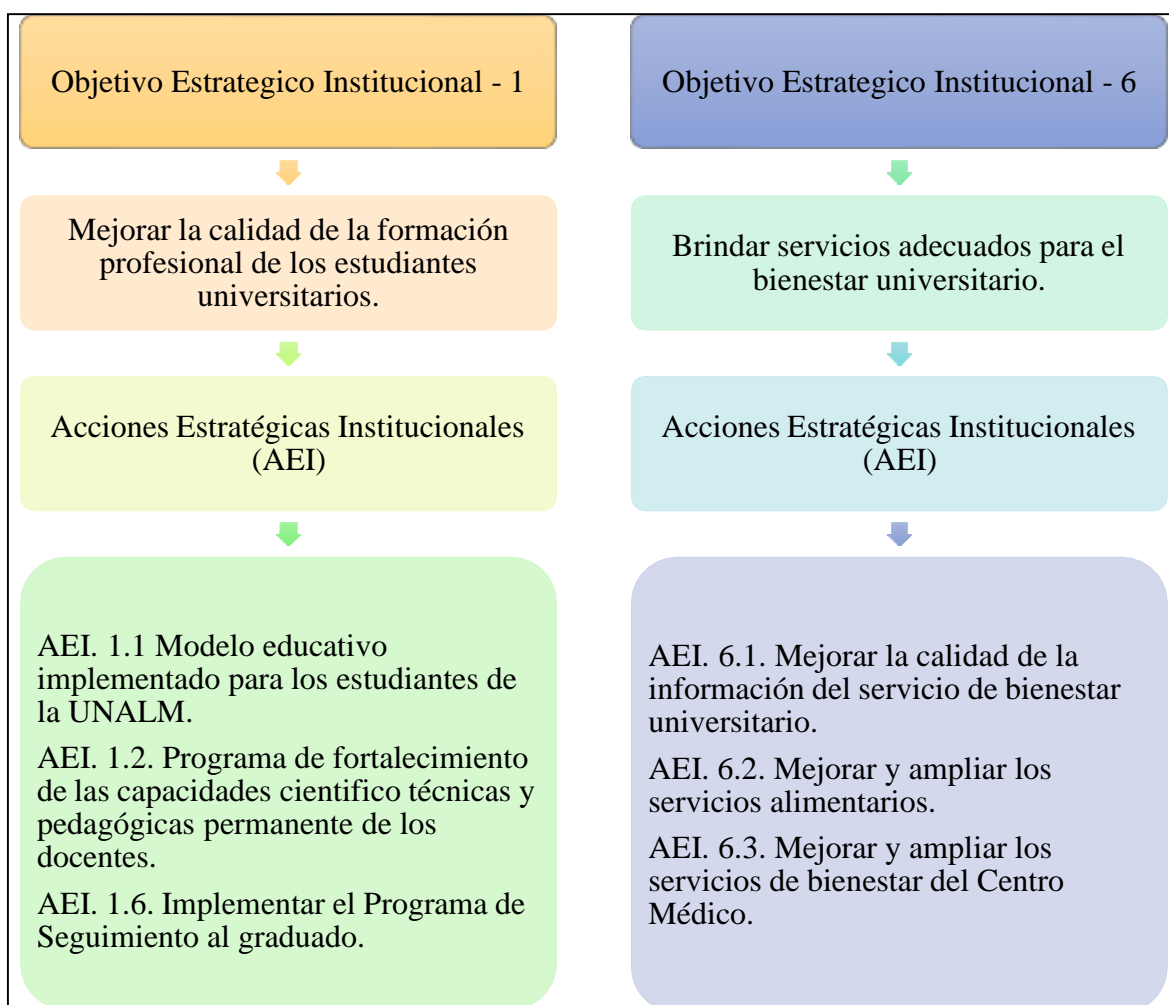 Objetivo Estrategico Institucional - 1
Mejorar la calidad de la formación
profesional de los estudiantes
universitarios.
Acciones Estratégicas Institucionales
(AEI)
AEI. 1.1 Modelo educativo
implementado para los estudiantes de
la UNALM.
AEI. 1.2. Programa de fortalecimiento
de las capacidades cientifico técnicas y
pedagógicas permanente de los
docentes.
AEI. 1.6. Implementar el Programa de
Seguimiento al graduado.
Objetivo Estrategico Institucional - 6
Brindar servicios adecuados para el
bienestar universitario.
Acciones Estratégicas Institucionales
(AEI)
AEI. 6.1. Mejorar la calidad de la
información del servicio de bienestar
universitario.
AEI. 6.2. Mejorar y ampliar los
servicios alimentarios.
AEI. 6.3. Mejorar y ampliar los
servicios de bienestar del Centro
Médico.